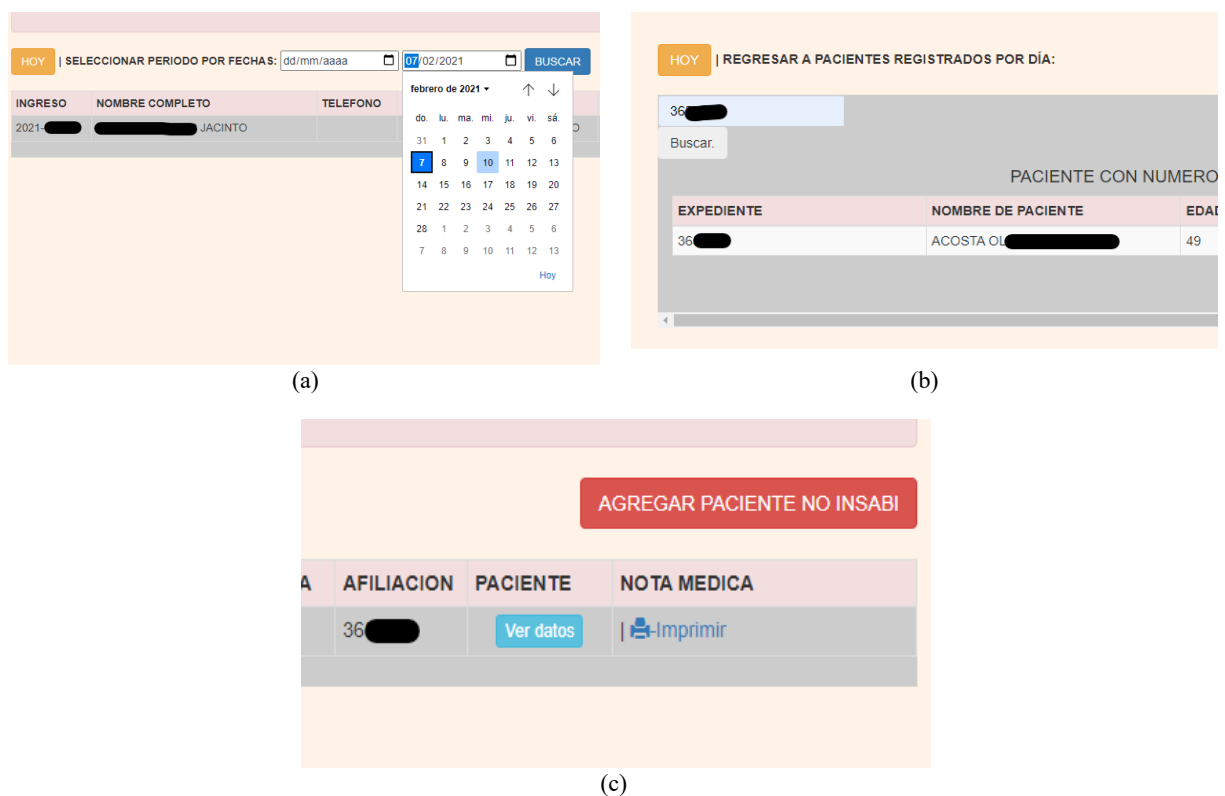 HOY | SELECCIONAR PERIODO POR FECHAS: dd/mm/aaaa 07/02/2021 BUSCAR
INGRESO NOMBRE COMPLETO TELEFONO
2021- JACINTO
febrero de 2021
do. lu. ma. mi. ju. vi. sá.
31 1 2 3 4 5 6
7 8 9 10 11 12 13
14 15 16 17 18 19 20
21 22 23 24 25 26 27
28 1 2 3 4 5 6
7 8 9 10 11 12 13
Hoy
(a)
HOY | REGRESAR A PACIENTES REGISTRADOS POR DÍA:
36
Buscar.
PACIENTE CON NUMERO
EXPEDIENTE NOMBRE DE PACIENTE EDAD
36 ACOSTA OL 49
(b)
AGREGAR PACIENTE NO INSABI
A AFILIACION PACIENTE NOTA MEDICA
36 Ver datos | -Imprimir
(c)